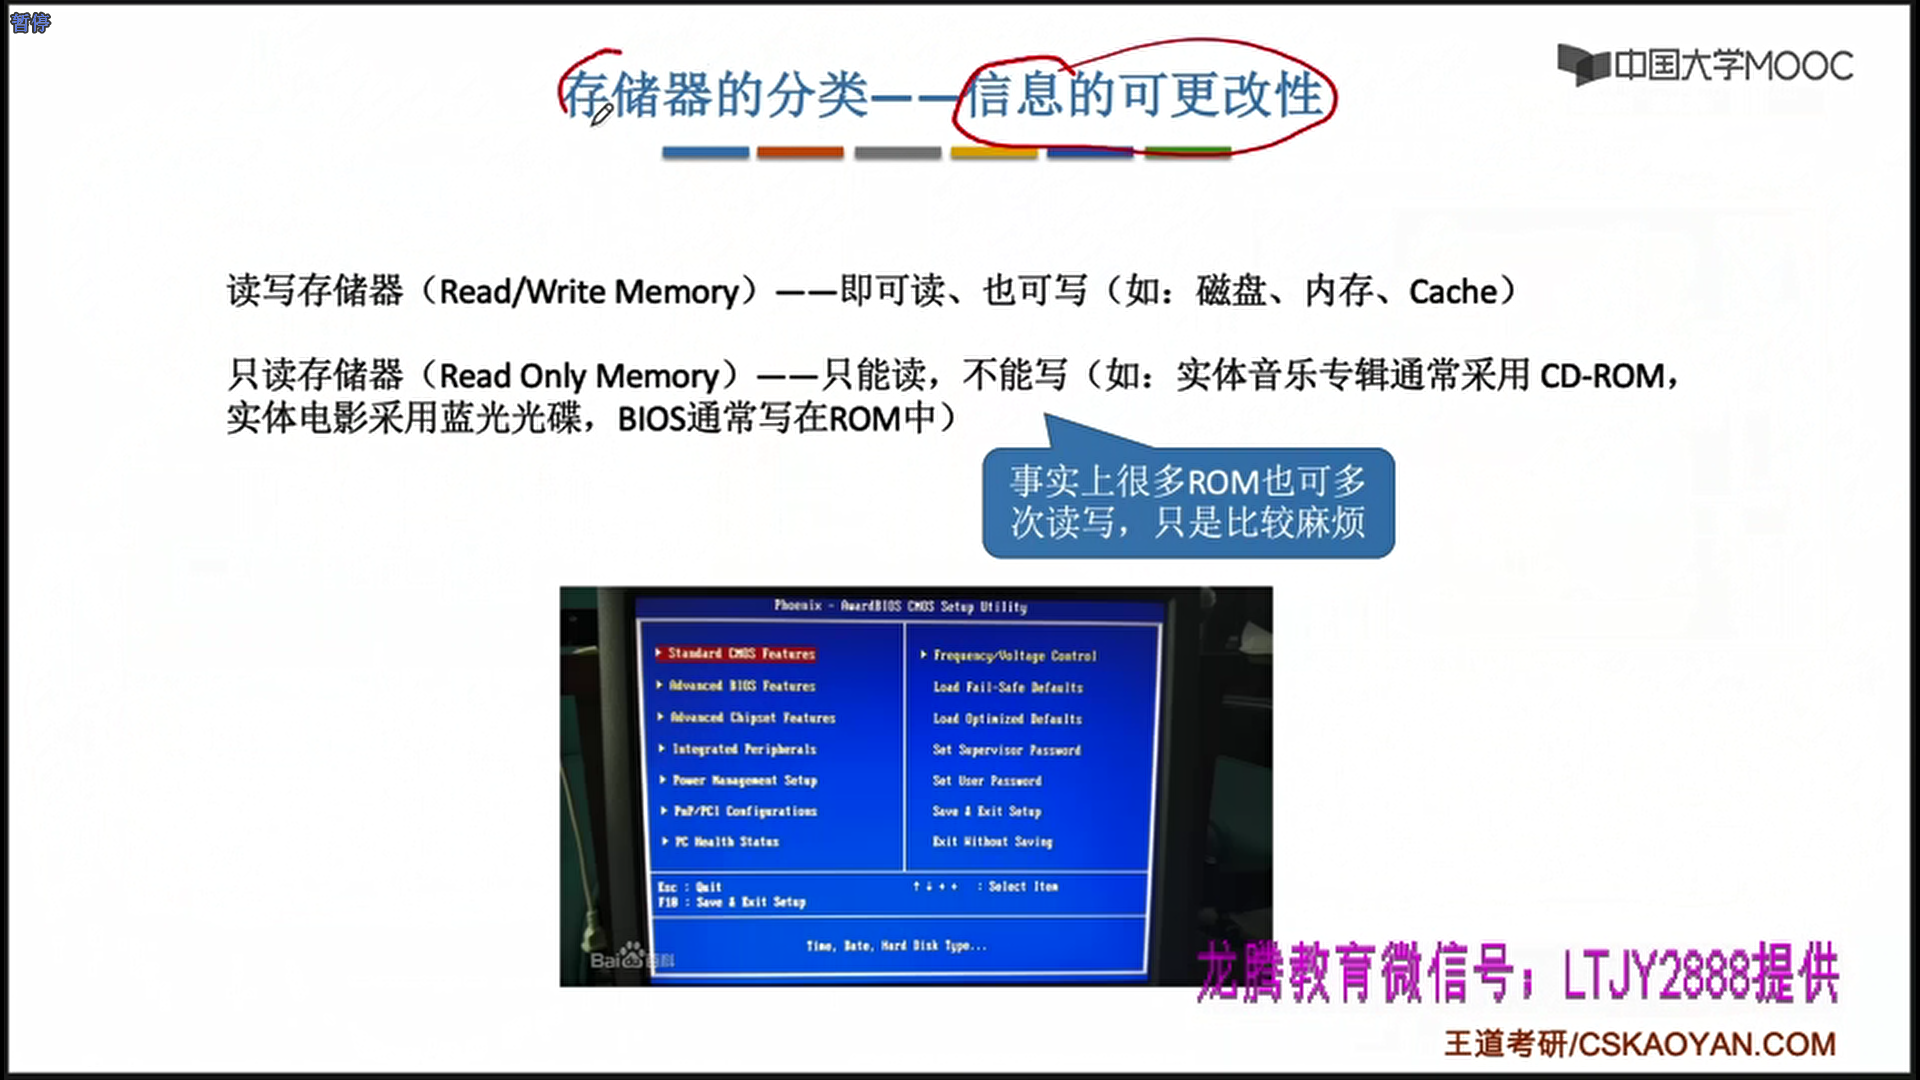 暂停
存储器的分类——信息的可更改性
中国大学MOOC
读写存储器（Read/Write Memory）——即可读、也可写（如：磁盘、内存、Cache）
只读存储器（Read Only Memory）——只能读，不能写（如：实体音乐专辑通常采用 CD-ROM，
实体电影采用蓝光光碟，BIOS通常写在ROM中）
事实上很多ROM也可多
次读写，只是比较麻烦
Phoenix - AwardBIOS CMOS Setup Utility
Standard CMOS Features
Advanced BIOS Features
Advanced Chipset Features
Integrated Peripherals
Power Management Setup
PnP/PCI Configurations
PC Health Status
Frequency/Voltage Control
Load Fail-Safe Defaults
Load Optimized Defaults
Set Supervisor Password
Set User Password
Save & Exit Setup
Exit Without Saving
Esc : Quit
F10 : Save & Exit Setup
: Select Item
Time, Date, Hard Disk Type...
Bai 百科
龙腾教育微信号：LTJY2888提供
王道考研/CSKAOYAN.COM